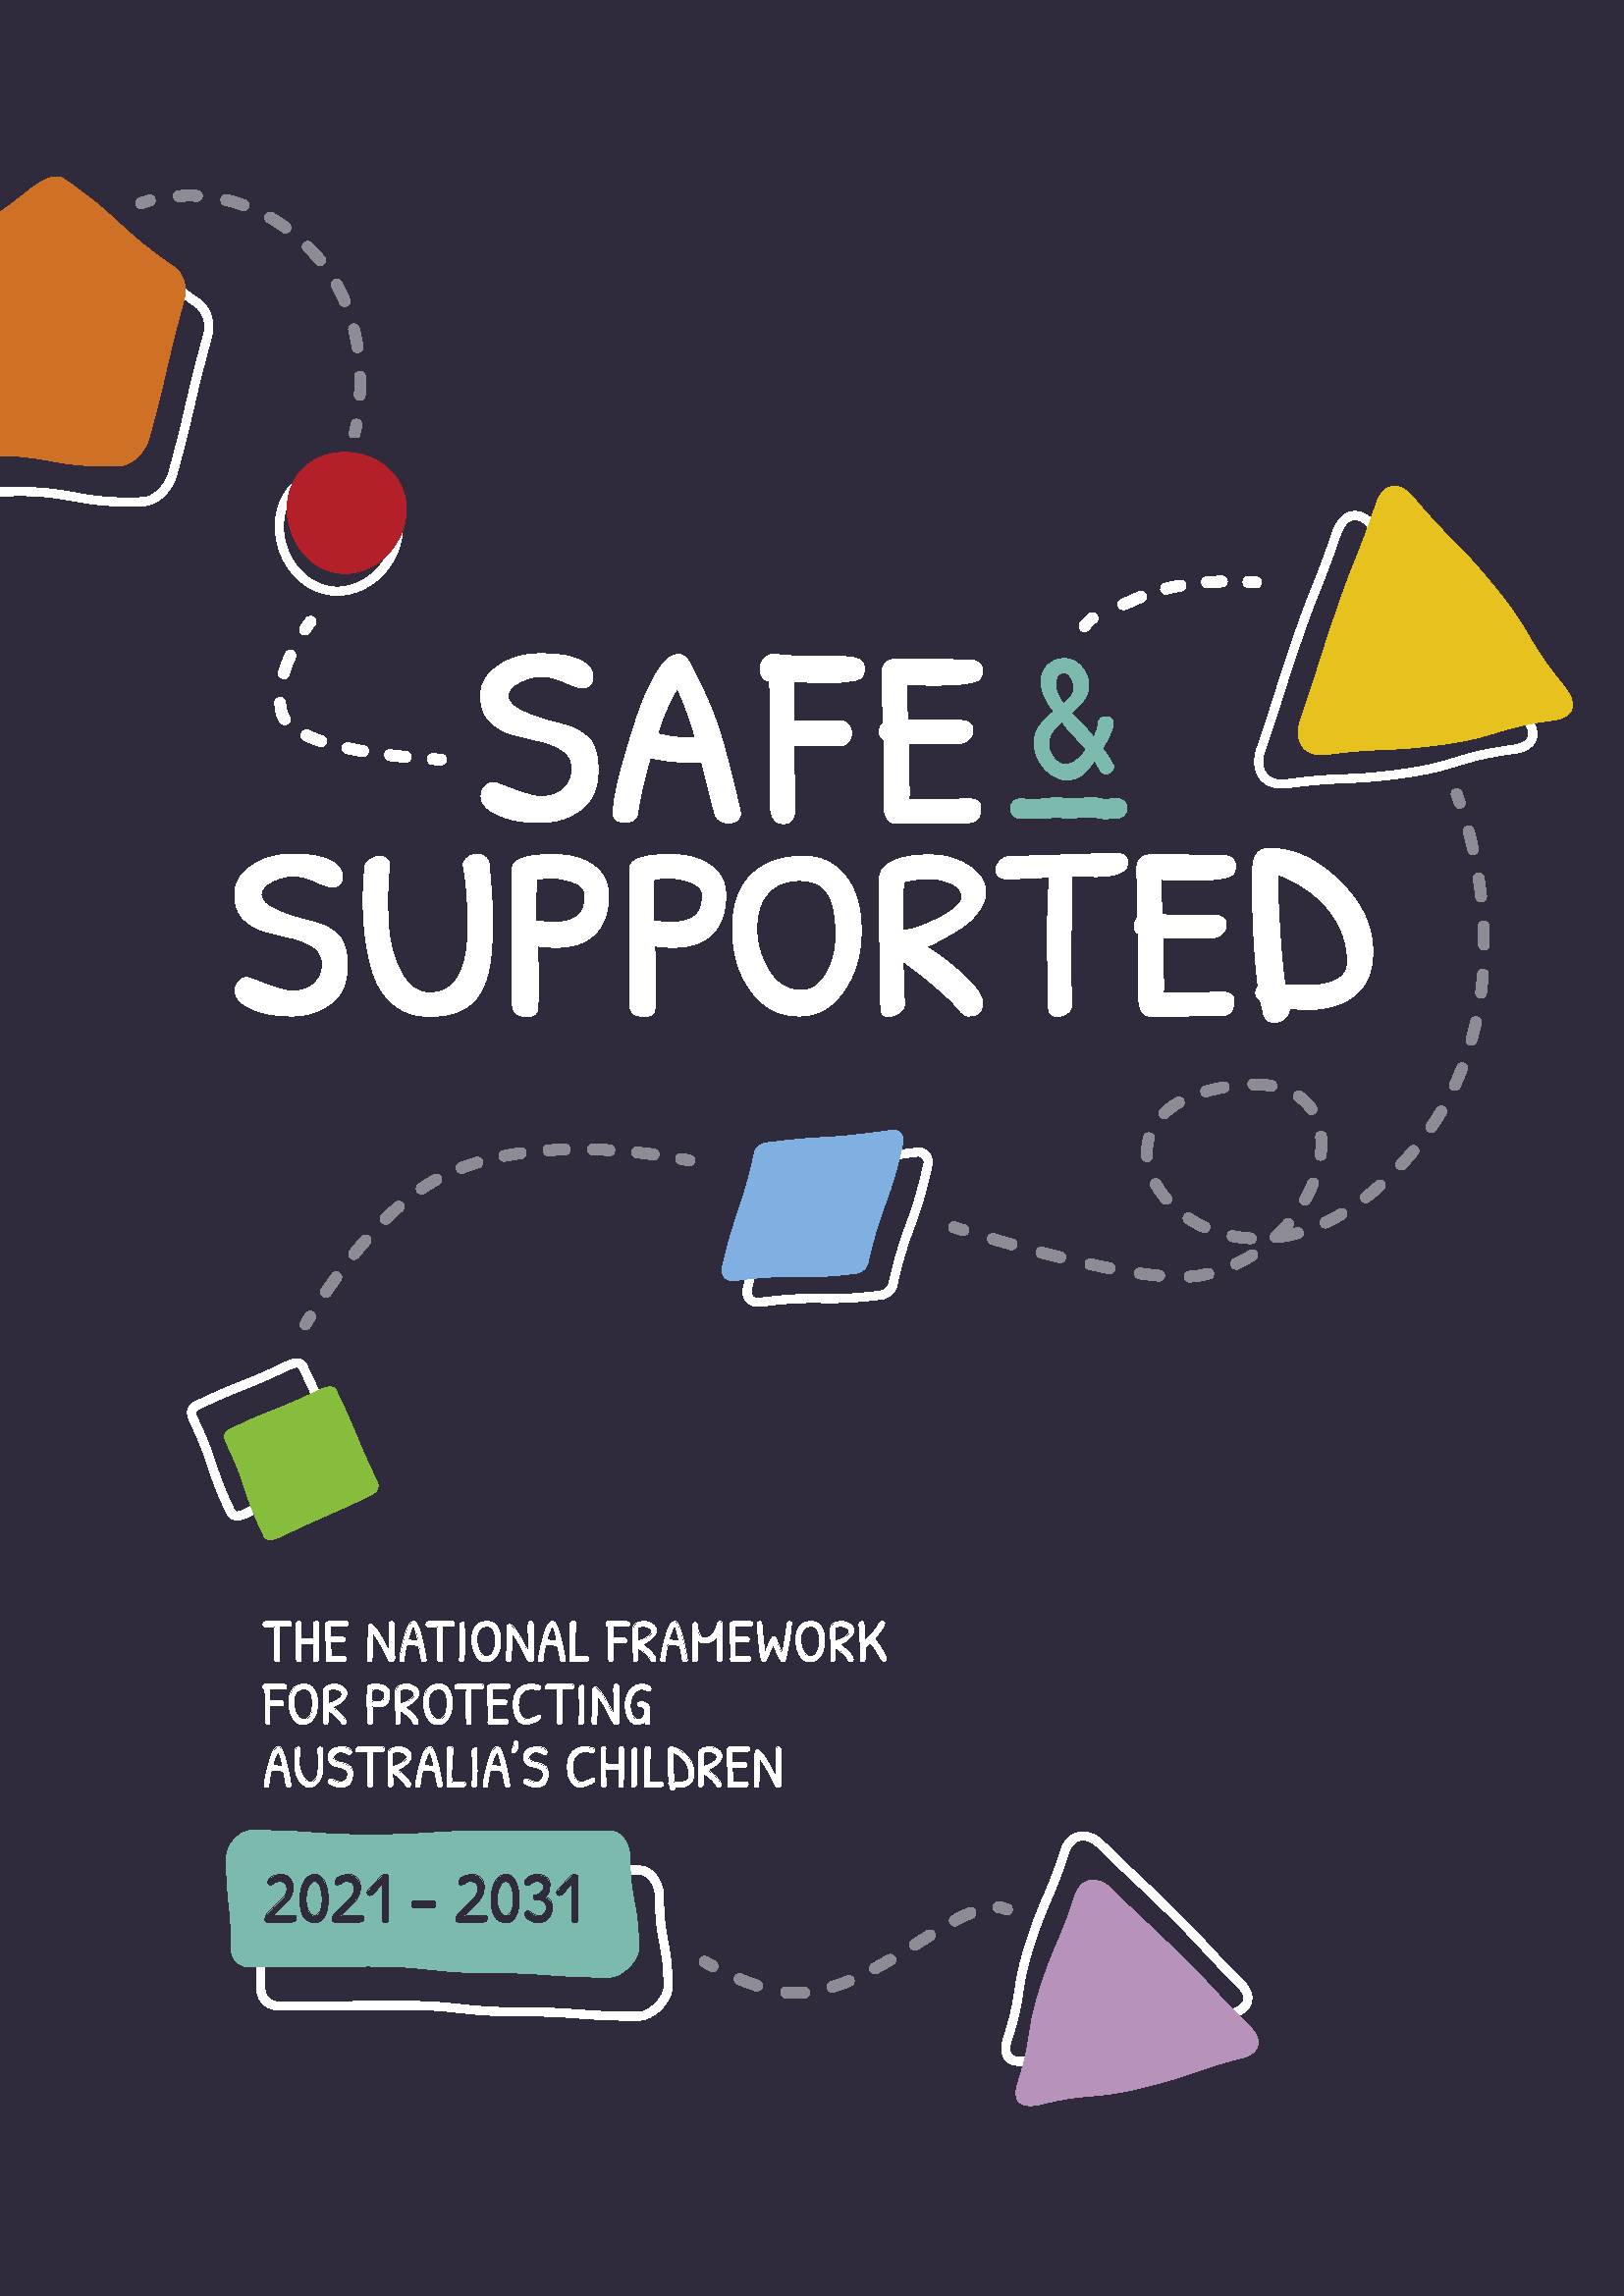 SAFE &
SUPPORTED
THE NATIONAL FRAMEWORK
FOR PROTECTING
AUSTRALIA'S CHILDREN
2021 – 2031